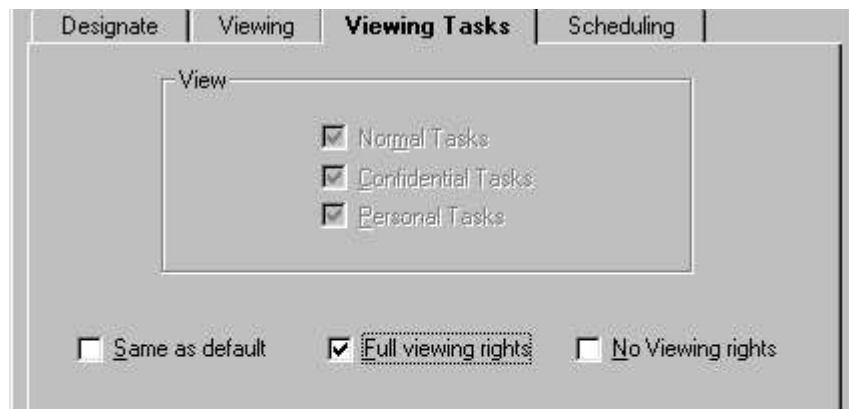 Designate Viewing Viewing Tasks Scheduling
View
Normal Tasks
Confidential Tasks
Personal Tasks
Same as default Full viewing rights No Viewing rights